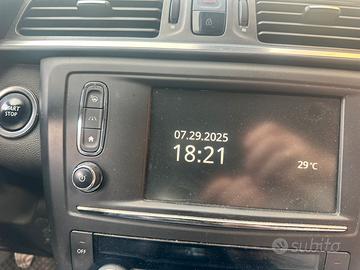 START
STOP
07.29.2025
18:21
29°C
OFF
subito